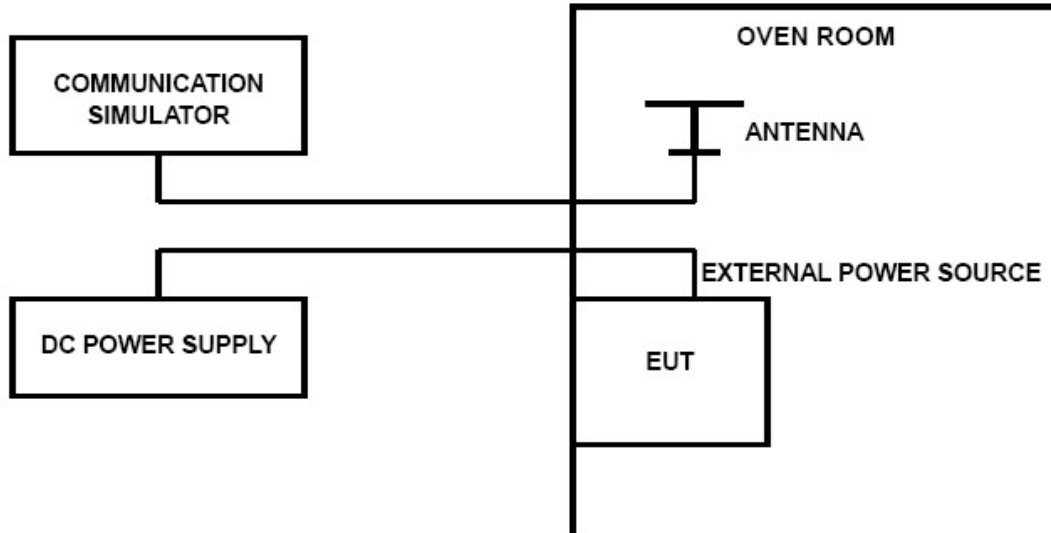 OVEN ROOM
COMMUNICATION
SIMULATOR
ANTENNA
EXTERNAL POWER SOURCE
DC POWER SUPPLY
EUT